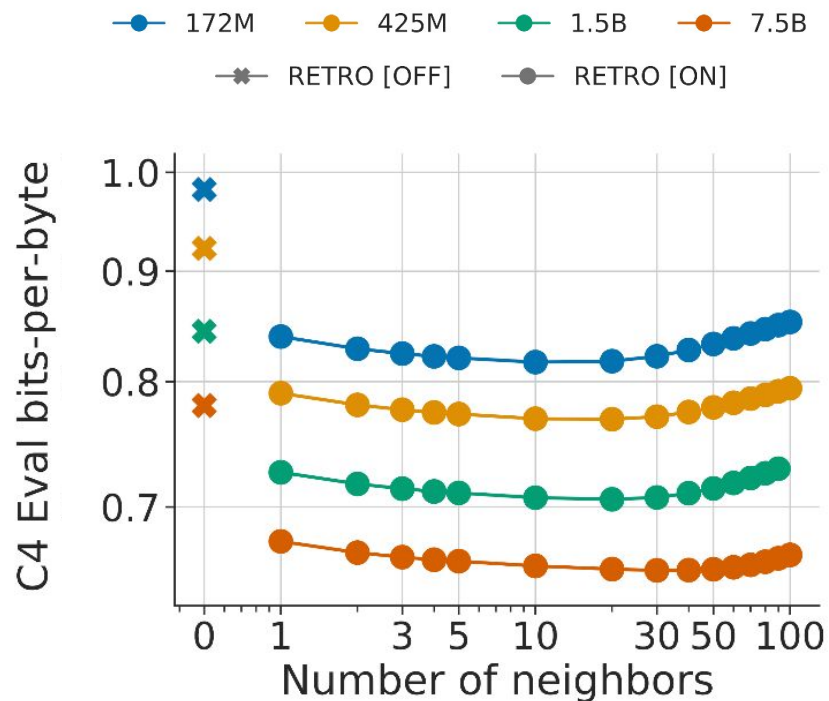 172M 425M 1.5B 7.5B
RETRO [OFF] RETRO [ON]
C4 Eval bits-per-byte
1.0
0.9
0.8
0.7
0 1 3 5 10 30 50 100
Number of neighbors